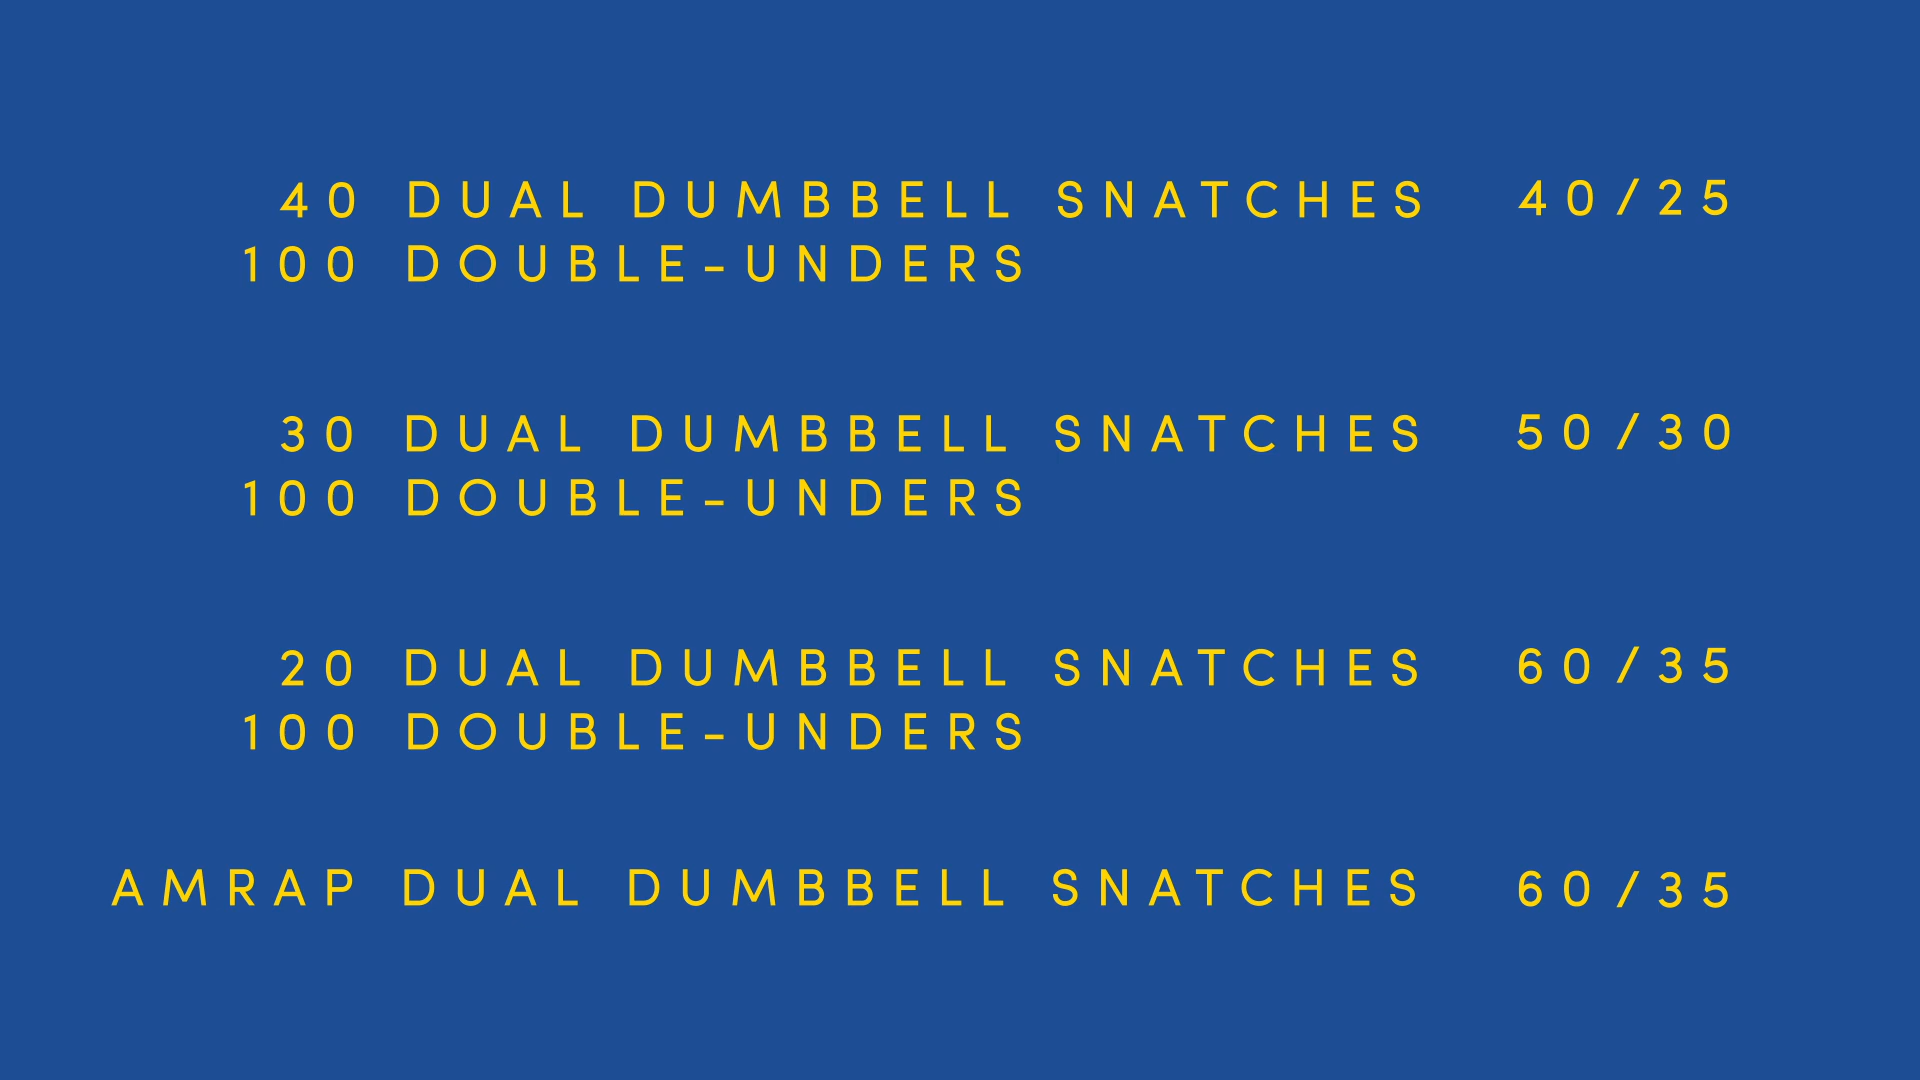 40 DUAL DUMBBELL SNATCHES 40/25
100 DOUBLE-UNDERS
30 DUAL DUMBBELL SNATCHES 50/30
100 DOUBLE-UNDERS
20 DUAL DUMBBELL SNATCHES 60/35
100 DOUBLE-UNDERS
AMRAP DUAL DUMBBELL SNATCHES 60/35